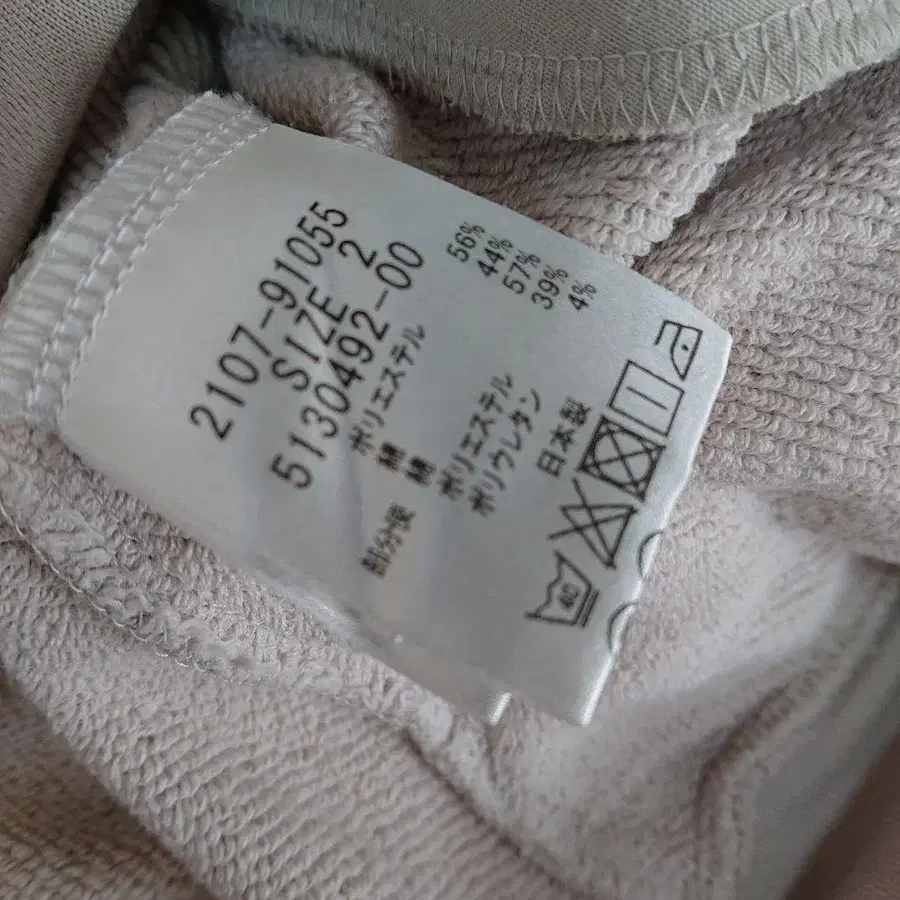 2107-91055
SIZE 2
5130492-00
ポリエステル 56%
綿 44%
部分使 綿 57%
ポリエステル 39%
ポリウレタン 4%
日本製
40